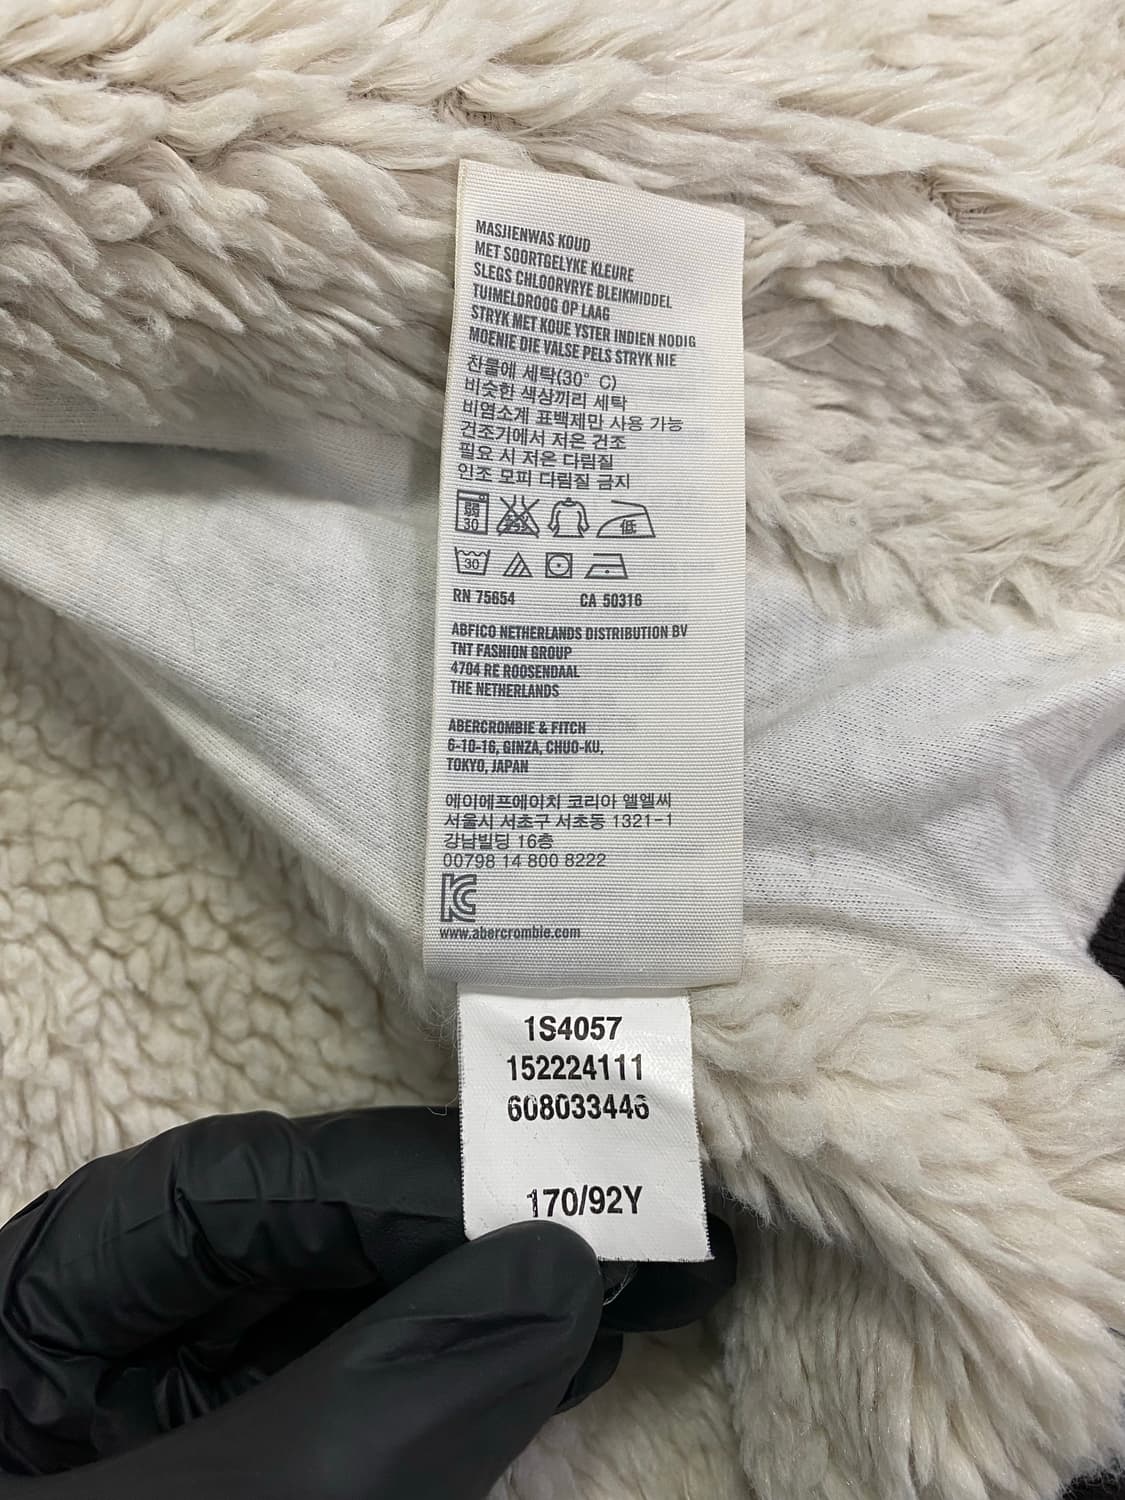 MASJIENWAS KOUD
MET SOORTGELYKE KLEURE
SLEGS CHLOORVRYE BLEIKMIDDEL
TUIMELDROOG OP LAAG
STRYK MET KOUE YSTER INDIEN NODIG
MOENIE DIE VALSE PELS STRYK NIE
찬물에 세탁(30° C)
비슷한 색상끼리 세탁
비염소계 표백제만 사용 가능
건조기에서 저온 건조
필요 시 저온 다림질
인조 모피 다림질 금지
30 低
30
RN 75654 CA 50316
ABFICO NETHERLANDS DISTRIBUTION BV
TNT FASHION GROUP
4704 RE ROOSENDAAL
THE NETHERLANDS
ABERCROMBIE & FITCH
6-10-16, GINZA, CHUO-KU,
TOKYO, JAPAN
에이에프에이치 코리아 엘엘씨
서울시 서초구 서초동 1321-1
강남빌딩 16층
00798 14 800 8222
www.abercrombie.com
1S4057
152224111
608033446
170/92Y